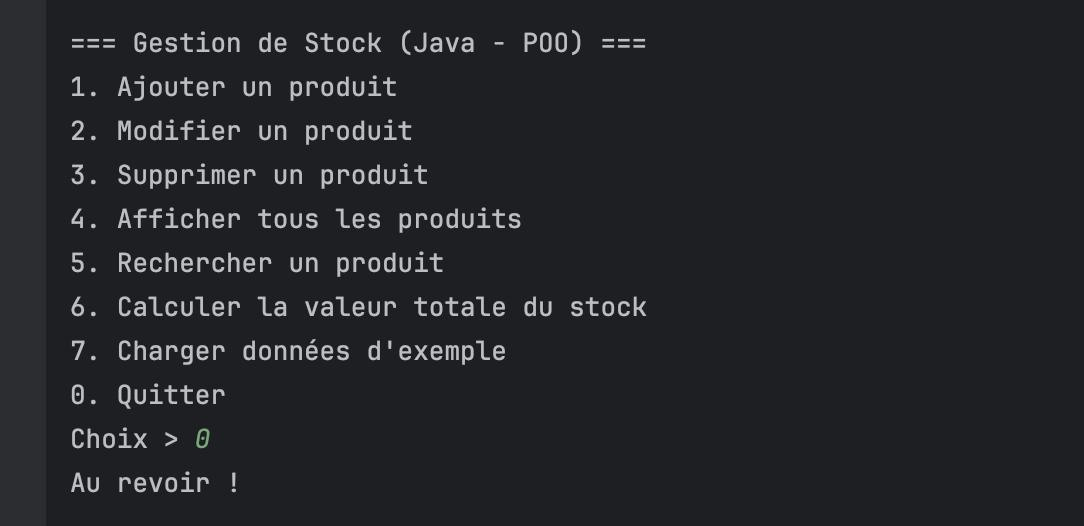 === Gestion de Stock (Java - POO) ===
1. Ajouter un produit
2. Modifier un produit
3. Supprimer un produit
4. Afficher tous les produits
5. Rechercher un produit
6. Calculer la valeur totale du stock
7. Charger données d'exemple
0. Quitter
Choix > 0
Au revoir !